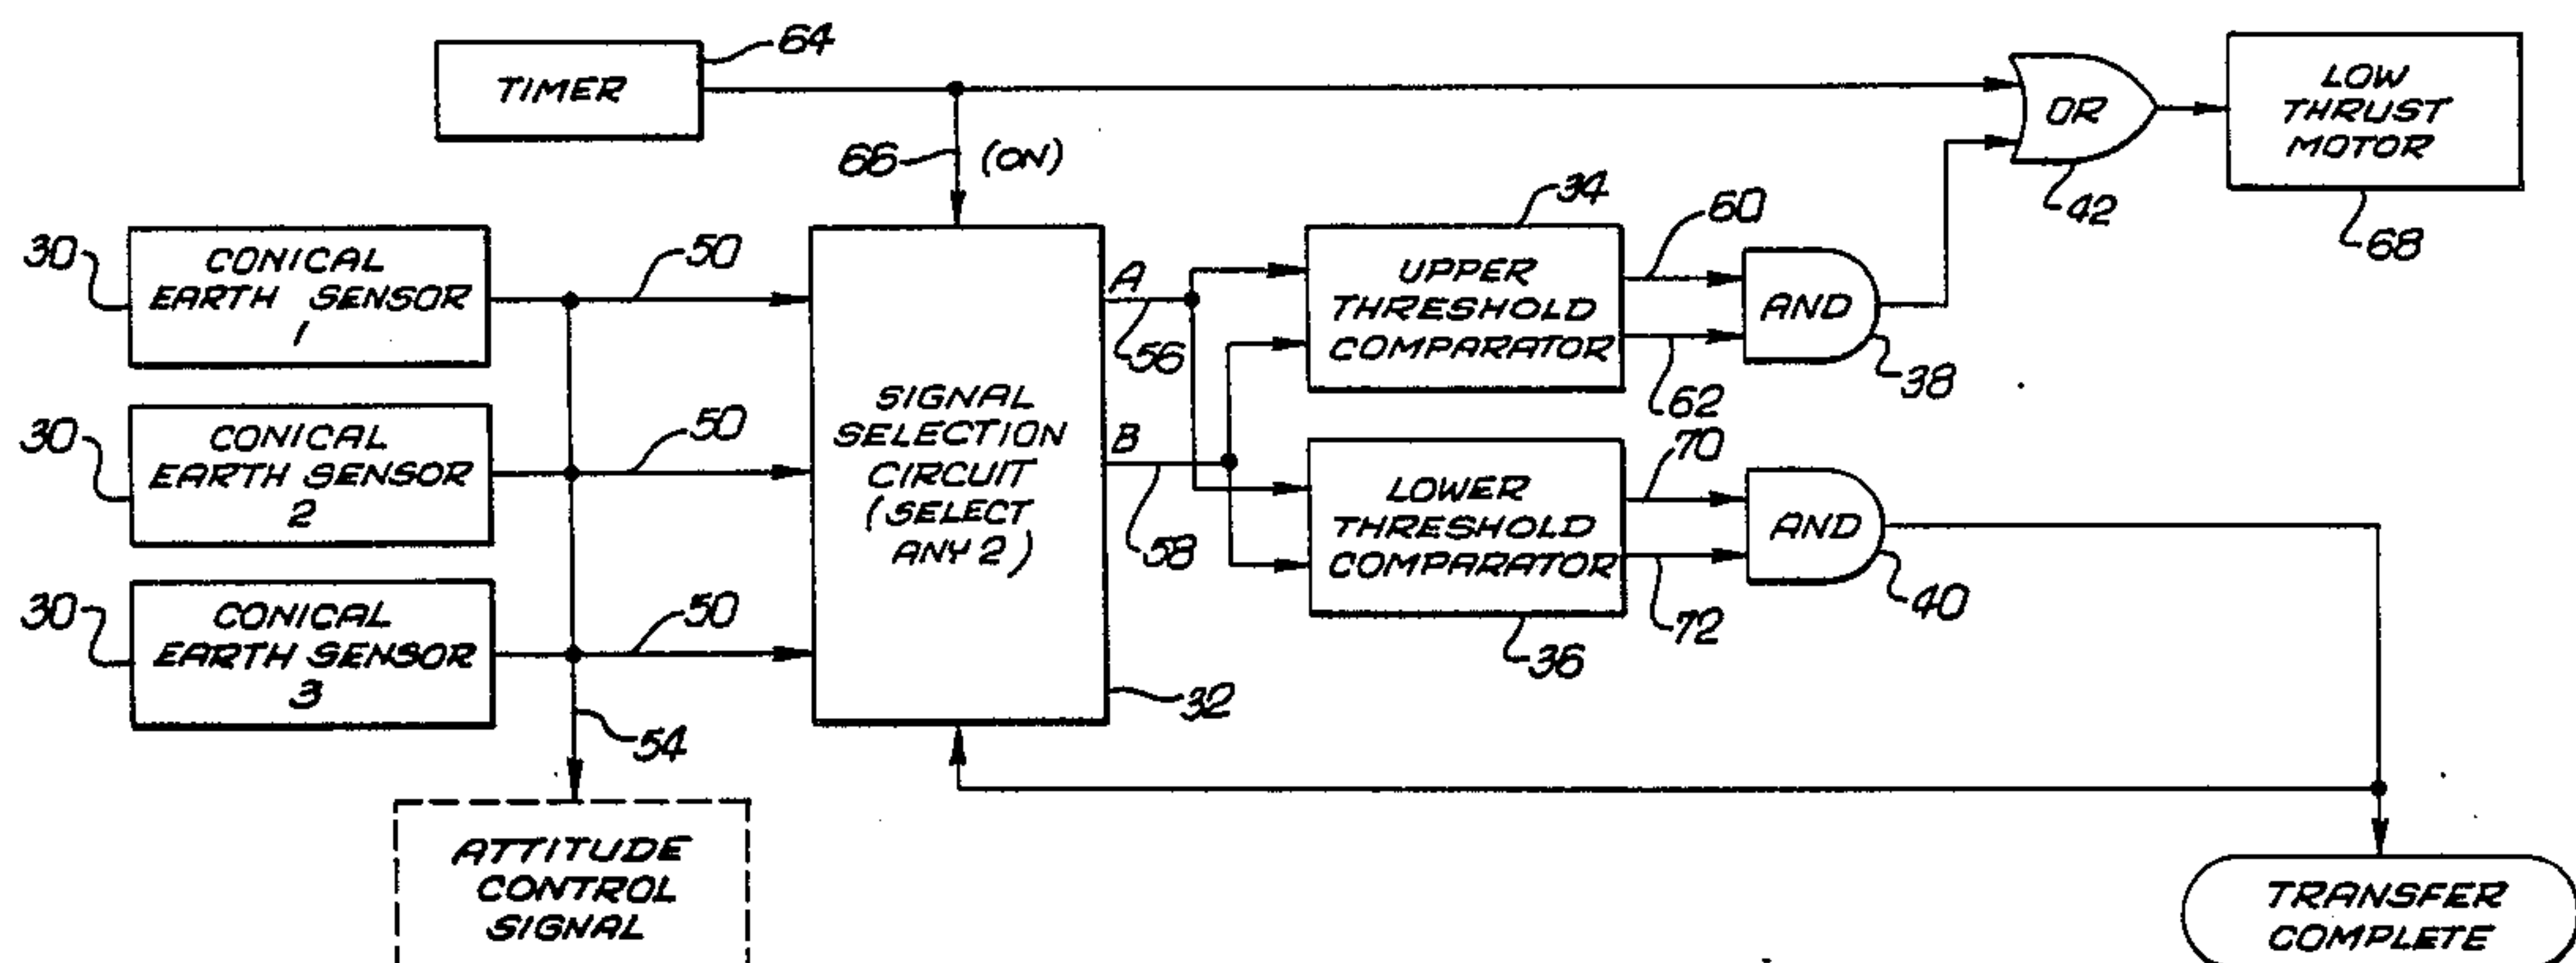 TIMER
64
66
(ON)
OR
42
LOW
THRUST
MOTOR
68
30
CONICAL
EARTH SENSOR
1
50
30
CONICAL
EARTH SENSOR
2
50
30
CONICAL
EARTH SENSOR
3
50
54
ATTITUDE
CONTROL
SIGNAL
SIGNAL
SELECTION
CIRCUIT
(SELECT
ANY 2)
32
A
56
B
58
34
UPPER
THRESHOLD
COMPARATOR
60
62
AND
38
LOWER
THRESHOLD
COMPARATOR
36
70
72
AND
40
TRANSFER
COMPLETE